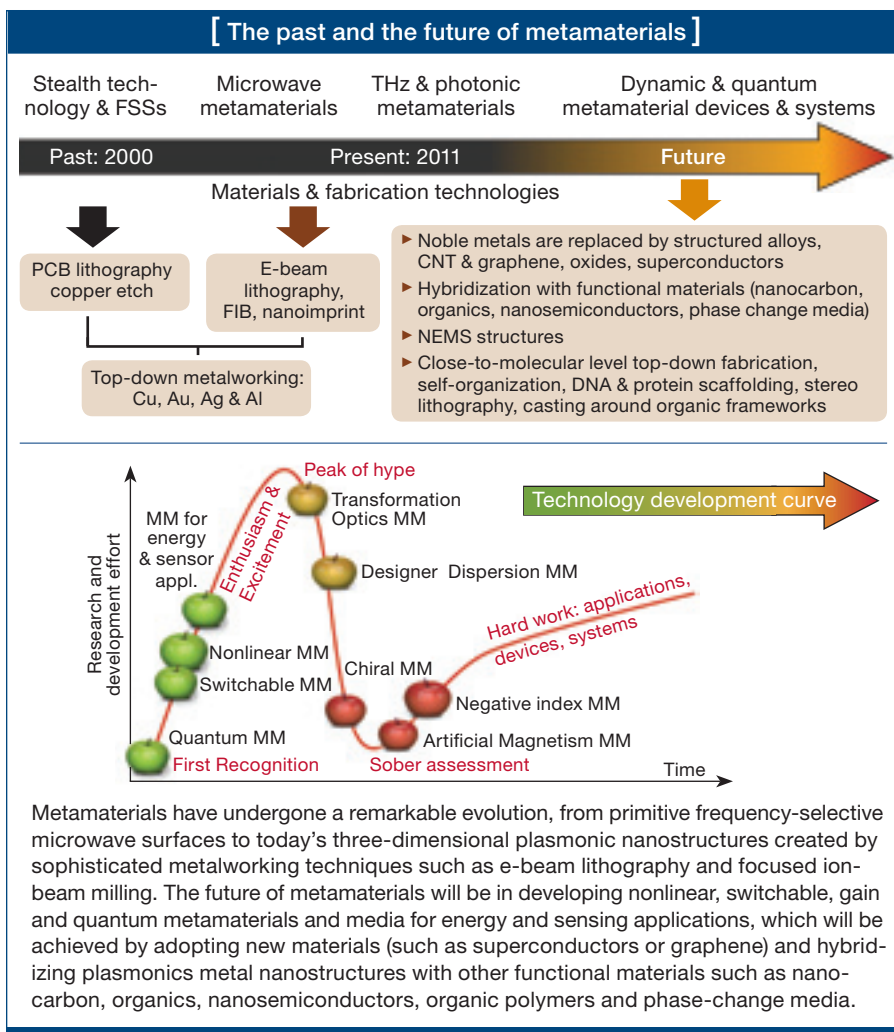 [ The past and the future of metamaterials ]
Stealth tech-
nology & FSSs
Microwave
metamaterials
THz & photonic
metamaterials
Dynamic & quantum
metamaterial devices & systems
Past: 2000
Present: 2011
Future
Materials & fabrication technologies
PCB lithography
copper etch
E-beam
lithography,
FIB, nanoimprint
Top-down metalworking:
Cu, Au, Ag & Al
Noble metals are replaced by structured alloys,
CNT & graphene, oxides, superconductors
Hybridization with functional materials (nanocarbon,
organics, nanosemiconductors, phase change media)
NEMS structures
Close-to-molecular level top-down fabrication,
self-organization, DNA & protein scaffolding, stereo
lithography, casting around organic frameworks
Research and
development effort
MM for
energy
& sensor
appl.
Enthusiasm &
Excitement
Peak of hype
Transformation
Optics MM
Technology development curve
Designer Dispersion MM
Hard work: applications,
devices, systems
Nonlinear MM
Switchable MM
Chiral MM
Negative index MM
Quantum MM
Artificial Magnetism MM
First Recognition
Sober assessment
Time
Metamaterials have undergone a remarkable evolution, from primitive frequency-selective
microwave surfaces to today's three-dimensional plasmonic nanostructures created by
sophisticated metalworking techniques such as e-beam lithography and focused ion-
beam milling. The future of metamaterials will be in developing nonlinear, switchable, gain
and quantum metamaterials and media for energy and sensing applications, which will be
achieved by adopting new materials (such as superconductors or graphene) and hybrid-
izing plasmonics metal nanostructures with other functional materials such as nano-
carbon, organics, nanosemiconductors, organic polymers and phase-change media.